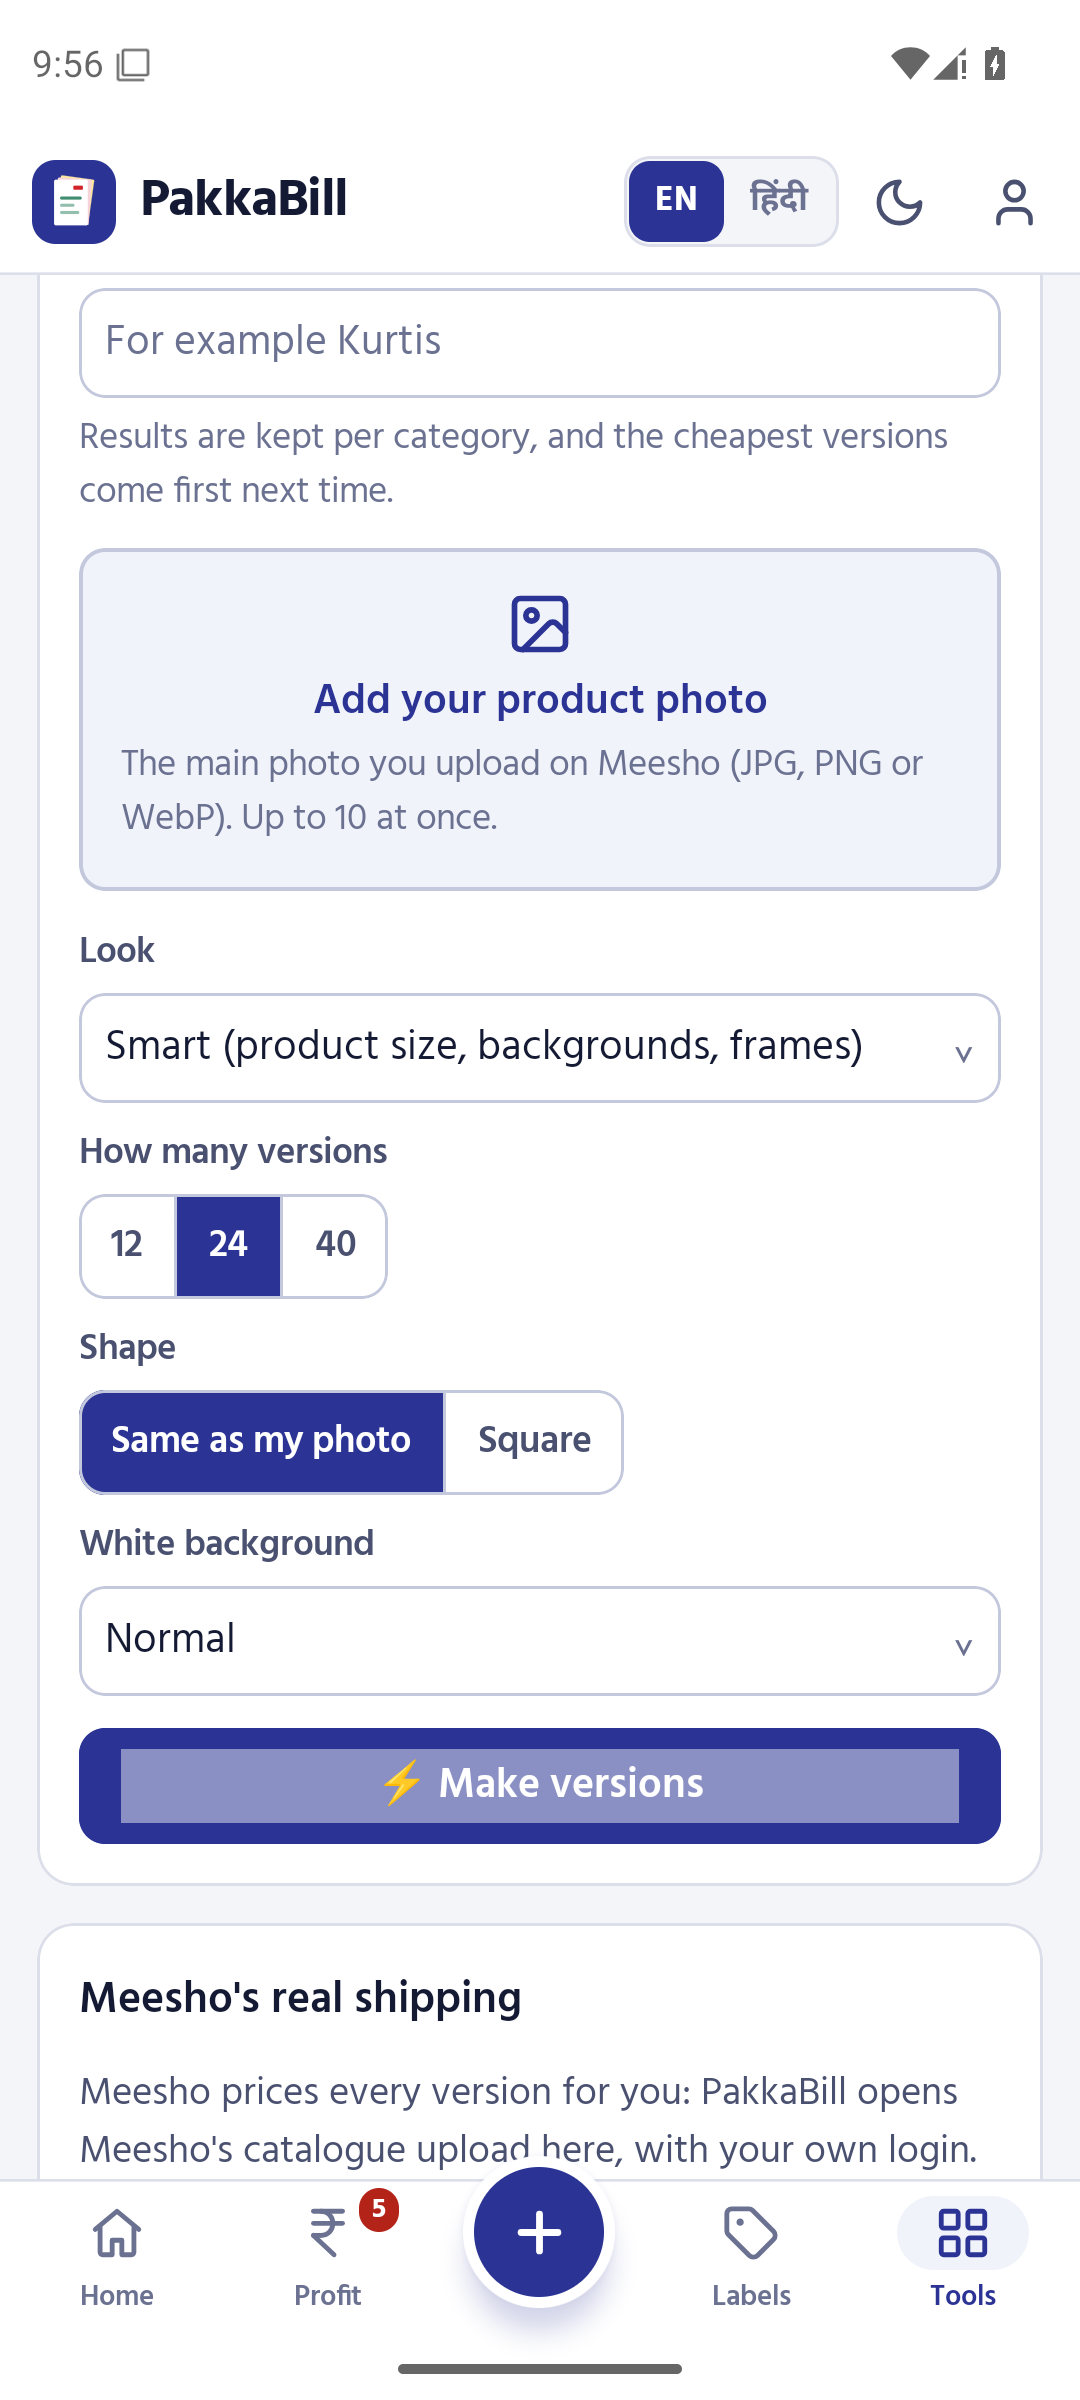 9:56
PakkaBill
EN हिंदी
For example Kurtis
Results are kept per category, and the cheapest versions
come first next time.
Add your product photo
The main photo you upload on Meesho (JPG, PNG or
WebP). Up to 10 at once.
Look
Smart (product size, backgrounds, frames)
How many versions
12 24 40
Shape
Same as my photo Square
White background
Normal
⚡ Make versions
Meesho's real shipping
Meesho prices every version for you: PakkaBill opens
Meesho's catalogue upload here, with your own login.
5
Home Profit Labels Tools